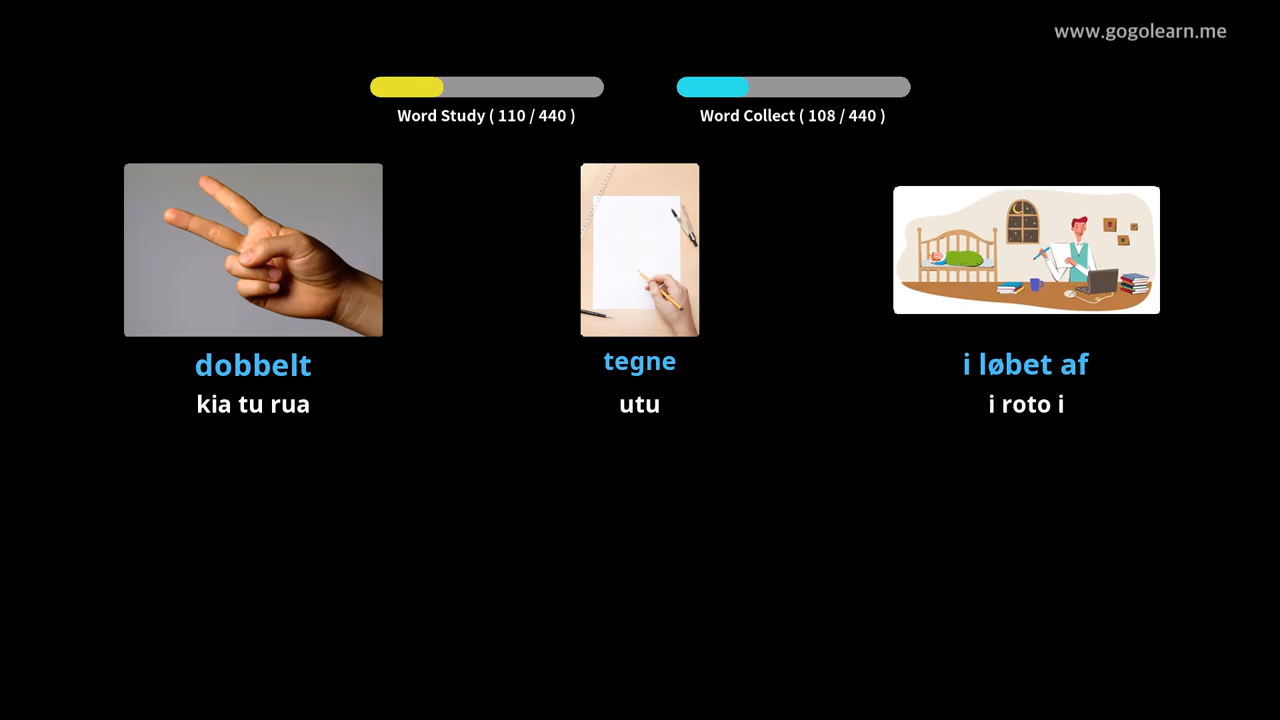 www.gogolearn.me
Word Study ( 110 / 440 )
Word Collect ( 108 / 440 )
dobbelt
tegne
i løbet af
kia tu rua
utu
i roto i